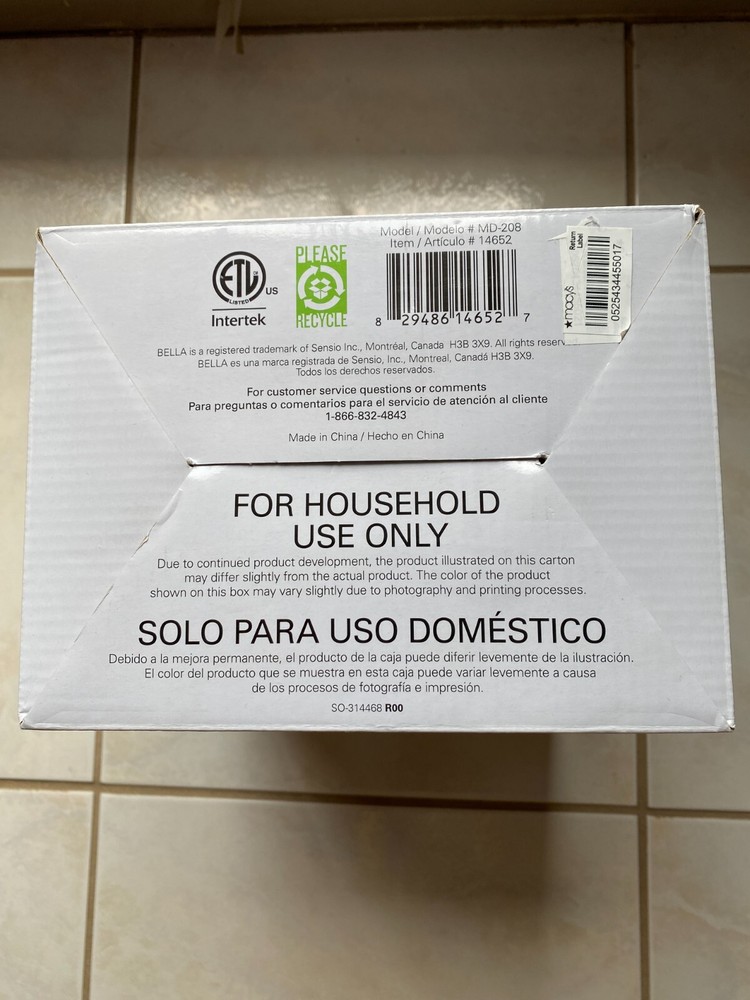 Model / Modelo # MD-208
Item / Artículo # 14652
PLEASE
RECYCLE
ETL
LISTED
US
Intertek
8 29486 14652 7
★macy's
Return
Label
0525434455017
BELLA is a registered trademark of Sensio Inc., Montréal, Canada H3B 3X9. All rights
BELLA es una marca registrada de Sensio, Inc., Montreal, Canadá H3B 3X9.
Todos los derechos reservados.
For customer service questions or comments
Para preguntas o comentarios para el servicio de atención al cliente
1-866-832-4843
Made in China / Hecho en China
FOR HOUSEHOLD
USE ONLY
Due to continued product development, the product illustrated on this carton
may differ slightly from the actual product. The color of the product
shown on this box may vary slightly due to photography and printing processes.
SOLO PARA USO DOMÉSTICO
Debido a la mejora permanente, el producto de la caja puede diferir levemente de la ilustración.
El color del producto que se muestra en esta caja puede variar levemente a causa
de los procesos de fotografía e impresión.
SO-314468 R00